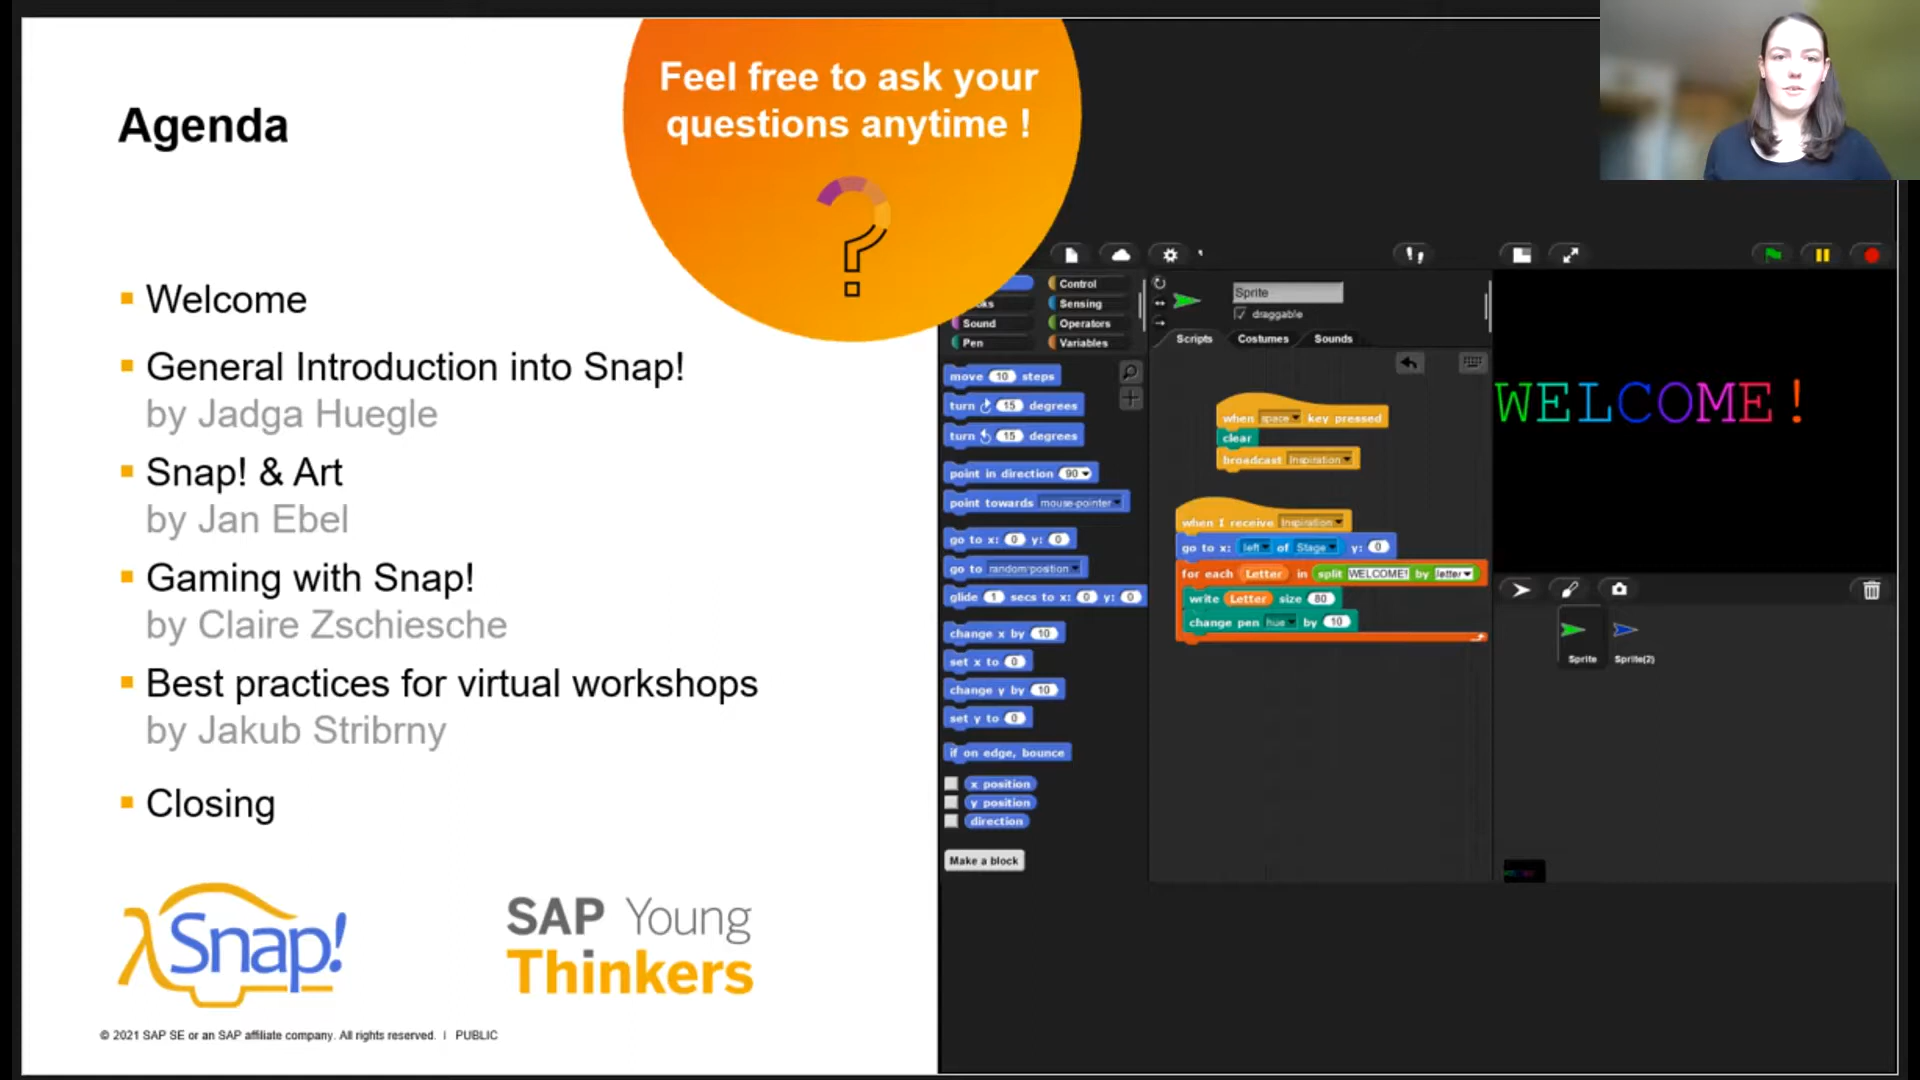 Agenda
Feel free to ask your
questions anytime !
Welcome
General Introduction into Snap!
by Jadga Huegle
Snap! & Art
by Jan Ebel
Gaming with Snap!
by Claire Zschiesche
Best practices for virtual workshops
by Jakub Stribrny
Closing
Snap!
SAP Young
Thinkers
© 2021 SAP SE or an SAP affiliate company. All rights reserved. I PUBLIC
Control
Sensing
Sound
Operators
Pen
Variables
move 10 steps
turn 15 degrees
turn 15 degrees
point in direction 90
point towards mouse-pointer
go to x: 0 y: 0
go to random position
glide 1 secs to x: 0 y: 0
change x by 10
set x to 0
change y by 10
set y to 0
if on edge, bounce
x position
y position
direction
Make a block
Sprite
draggable
Scripts
Costumes
Sounds
when space key pressed
clear
broadcast Inspiration
when I receive Inspiration
go to x: left of Stage y: 0
for each Letter in split WELCOME! by letter
write Letter size 80
change pen hue by 10
WELCOME!
Sprite
Sprite(2)